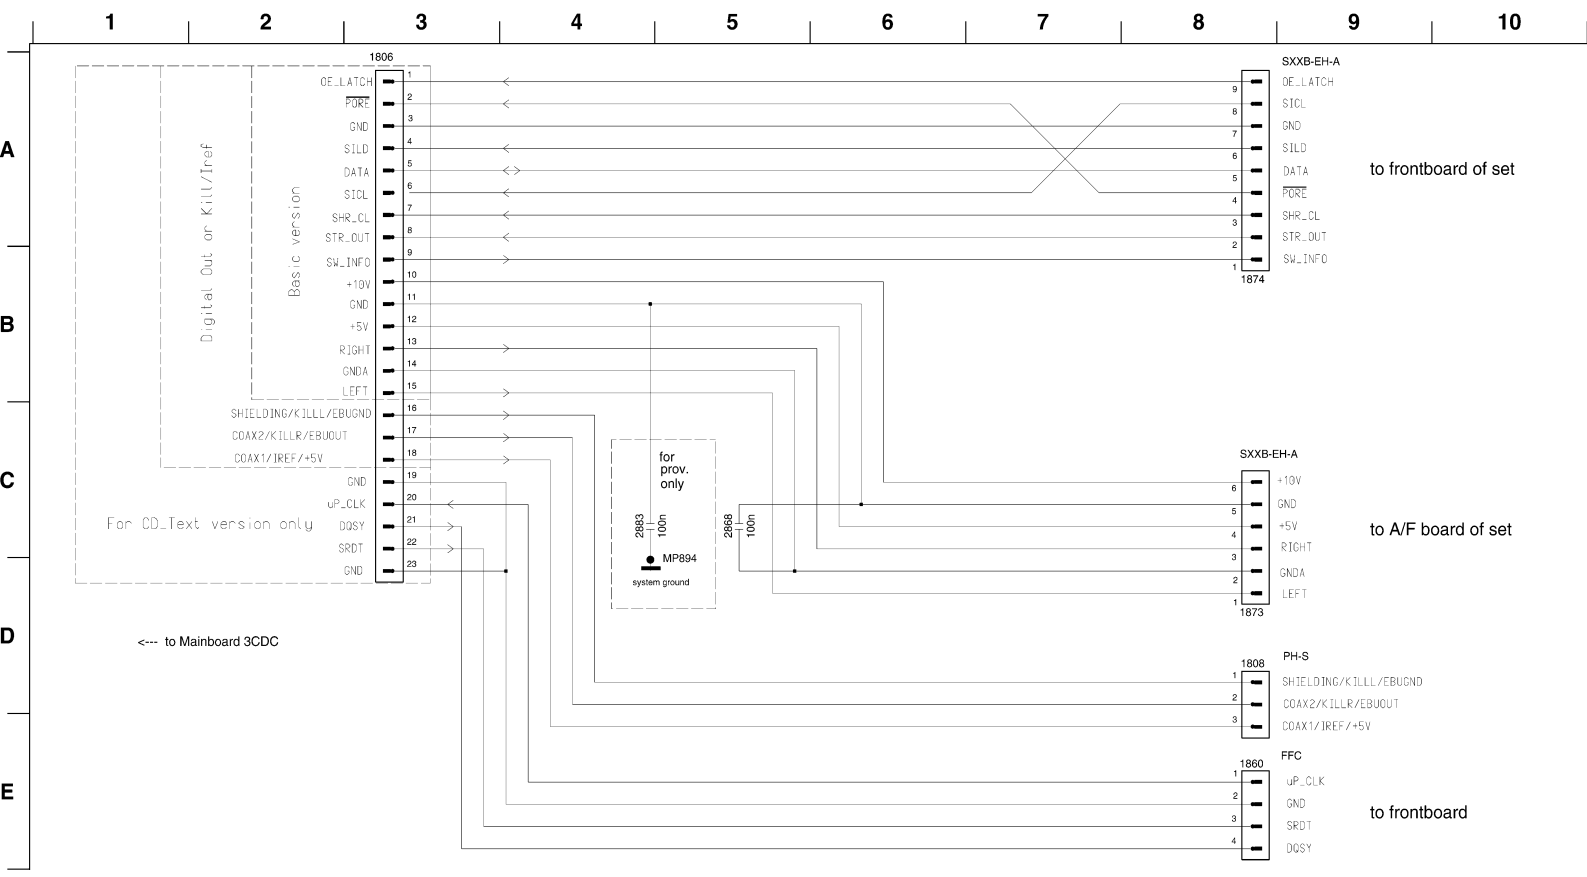 1 2 3 4 5 6 7 8 9 10
A
B
C
D
E
1806
OE_LATCH 1
PORE 2
GND 3
SILD 4
DATA 5
SICL 6
SHR_CL 7
STR_OUT 8
SW_INFO 9
+10V 10
GND 11
+5V 12
RIGHT 13
GNDA 14
LEFT 15
SHIELDING/KILLL/EBUGND 16
COAX2/KILLR/EBUOUT 17
COAX1/IREF/+5V 18
GND 19
uP_CLK 20
DQSY 21
SRDT 22
GND 23
Digital Out or Kill/Iref
Basic version
For CD_Text version only
<--- to Mainboard 3CDC
for
prov.
only
2883
100n
MP894
system ground
2868
100n
SXXB-EH-A
9 OE_LATCH
8 SICL
7 GND
6 SILD
5 DATA
4 PORE
3 SHR_CL
2 STR_OUT
1 SW_INFO
1874
to frontboard of set
SXXB-EH-A
6 +10V
5 GND
4 +5V
3 RIGHT
2 GNDA
1 LEFT
1873
to A/F board of set
PH-S
1808
1 SHIELDING/KILLL/EBUGND
2 COAX2/KILLR/EBUOUT
3 COAX1/IREF/+5V
FFC
1860
1 uP_CLK
2 GND
3 SRDT
4 DQSY
to frontboard